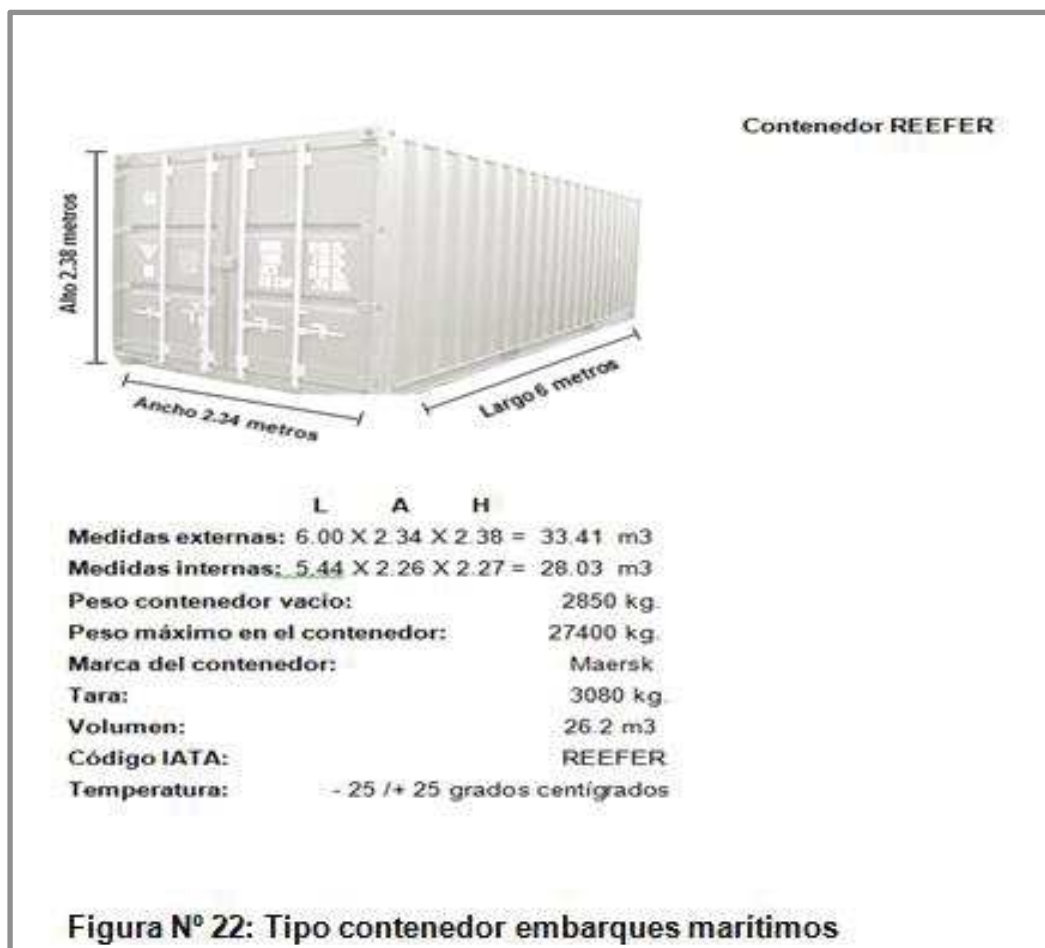 Contenedor REEFER
Alto 2.38 metros
Ancho 2.34 metros
Largo 6 metros
L A H
Medidas externas: 6.00 X 2.34 X 2.38 = 33.41 m3
Medidas internas: 5.44 X 2.26 X 2.27 = 28.03 m3
Peso contenedor vacio: 2850 kg.
Peso máximo en el contenedor: 27400 kg.
Marca del contenedor: Maersk
Tara: 3080 kg.
Volumen: 26.2 m3
Código IATA: REEFER
Temperatura: - 25 /+ 25 grados centígrados
Figura Nº 22: Tipo contenedor embarques marítimos